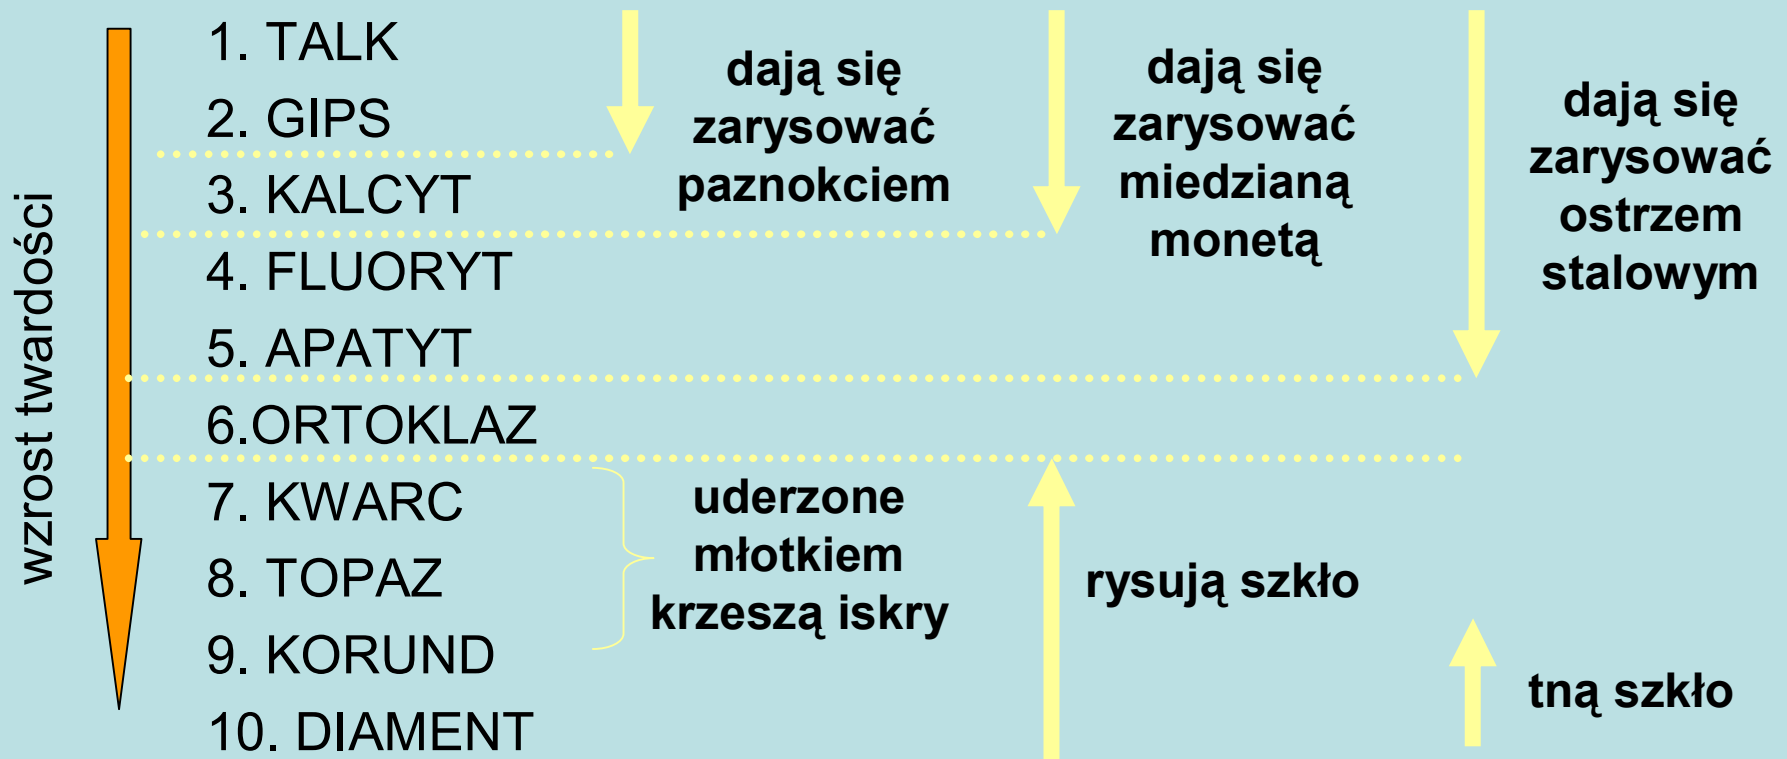 wzrost twardości
1. TALK
2. GIPS
3. KALCYT
4. FLUORYT
5. APATYT
6.ORTOKLAZ
7. KWARC
8. TOPAZ
9. KORUND
10. DIAMENT
dają się
zarysować
paznokciem
dają się
zarysować
miedzianą
monetą
dają się
zarysować
ostrzem
stalowym
uderzone
młotkiem
krzeszą iskry
rysują szkło
tną szkło